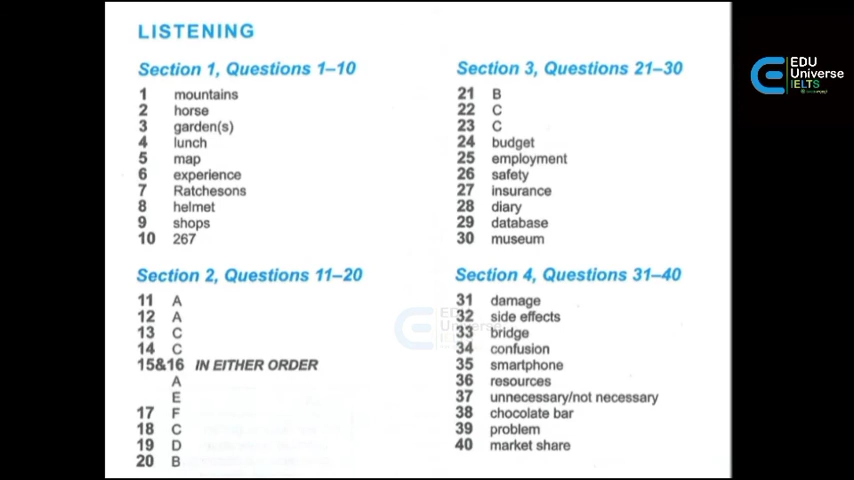 LISTENING
Section 1, Questions 1–10
1 mountains
2 horse
3 garden(s)
4 lunch
5 map
6 experience
7 Ratchesons
8 helmet
9 shops
10 267
Section 2, Questions 11–20
11 A
12 A
13 C
14 C
15&16 IN EITHER ORDER
A
E
17 F
18 C
19 D
20 B
Section 3, Questions 21–30
21 B
22 C
23 C
24 budget
25 employment
26 safety
27 insurance
28 diary
29 database
30 museum
Section 4, Questions 31–40
31 damage
32 side effects
33 bridge
34 confusion
35 smartphone
36 resources
37 unnecessary/not necessary
38 chocolate bar
39 problem
40 market share
EDU
Universe
IELTS
EDU
Universe
IELTS